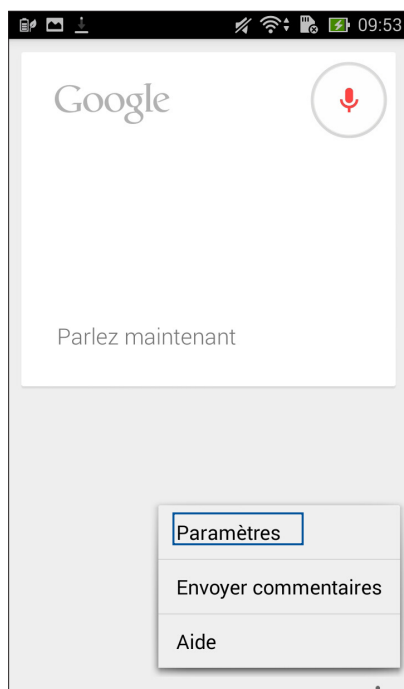 09:53
Google
Parlez maintenant
Paramètres
Envoyer commentaires
Aide